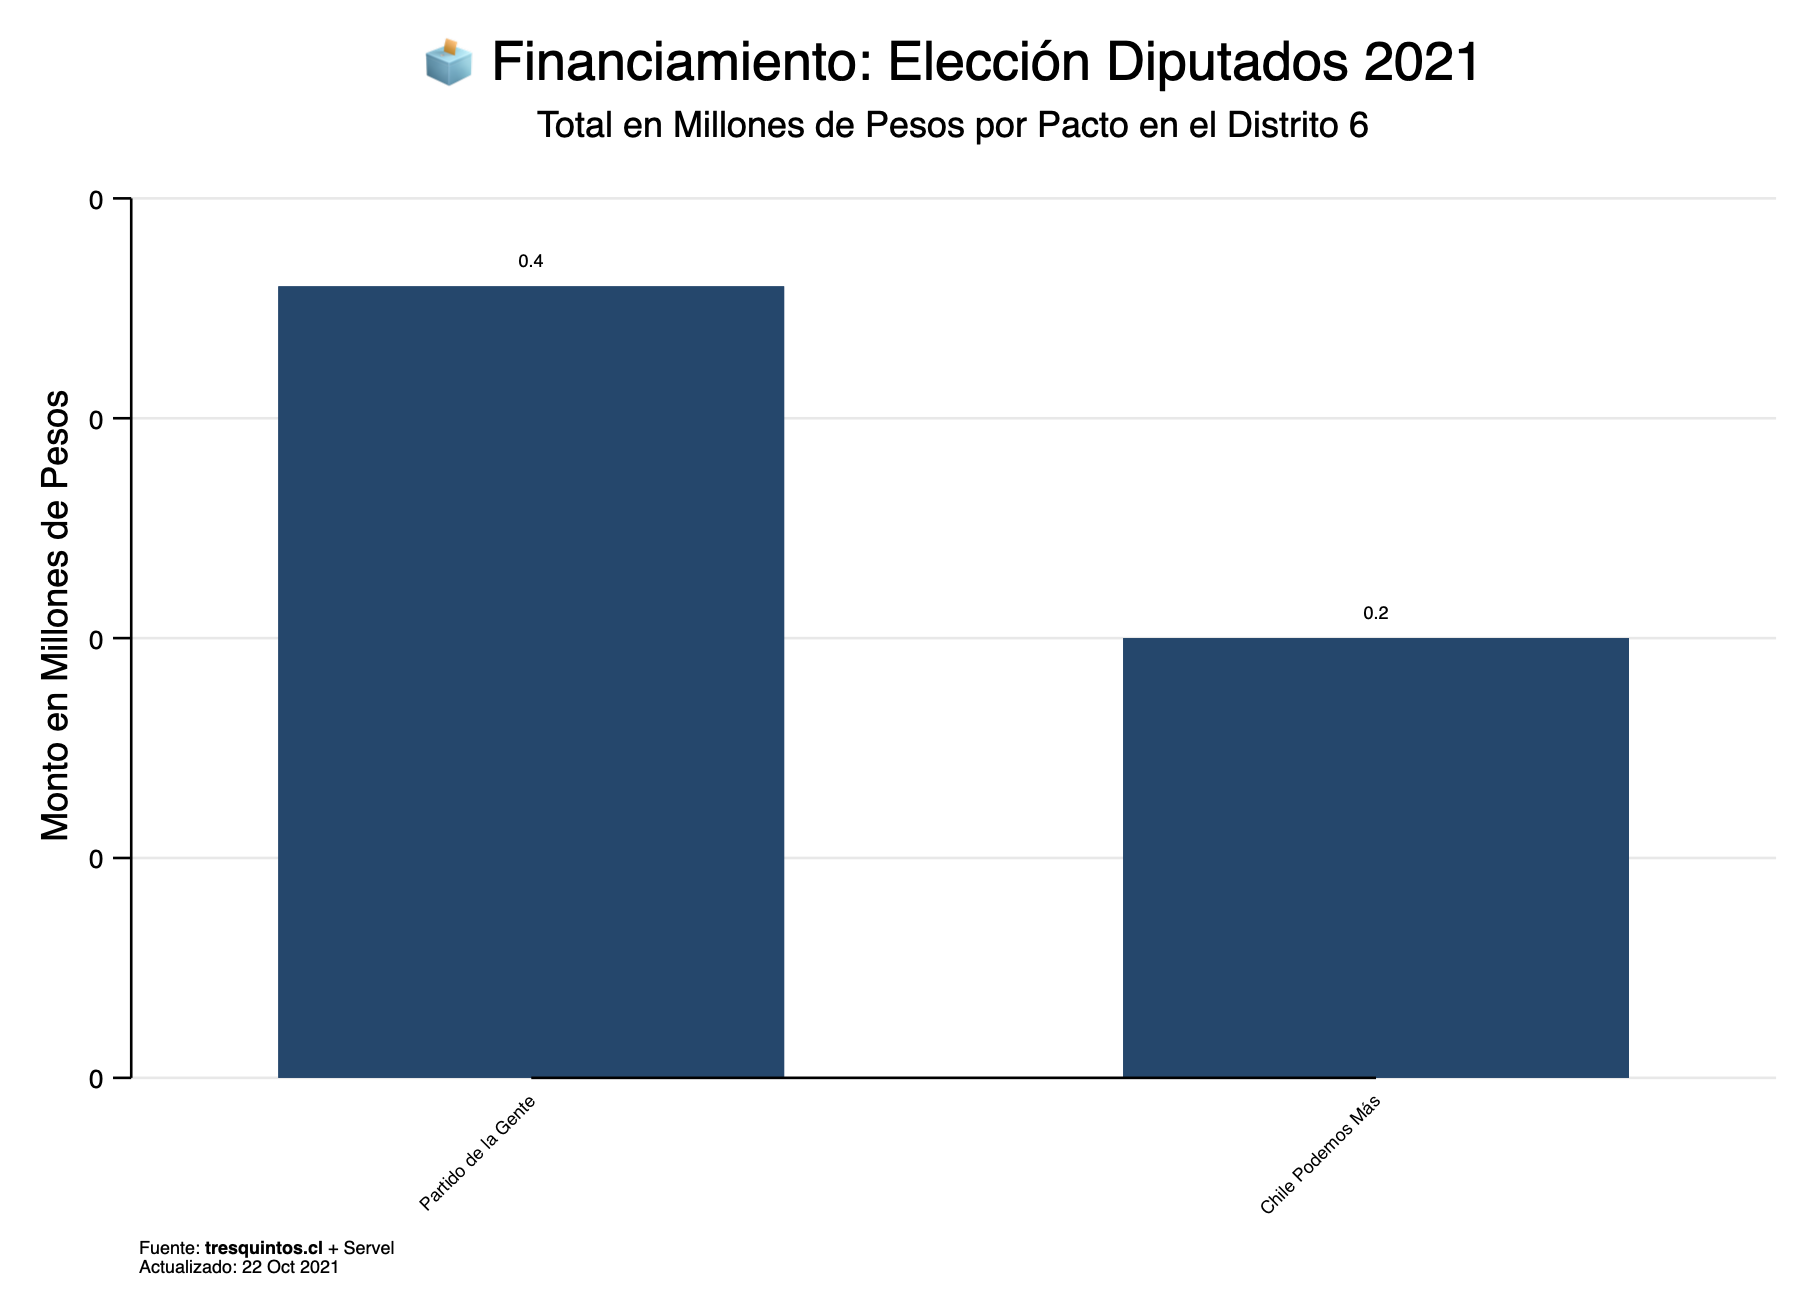 Financiamiento: Elección Diputados 2021
Total en Millones de Pesos por Pacto en el Distrito 6
Monto en Millones de Pesos
0
0
0
0
0
0.4
0.2
Partido de la Gente
Chile Podemos Más
Fuente: tresquintos.cl + Servel
Actualizado: 22 Oct 2021